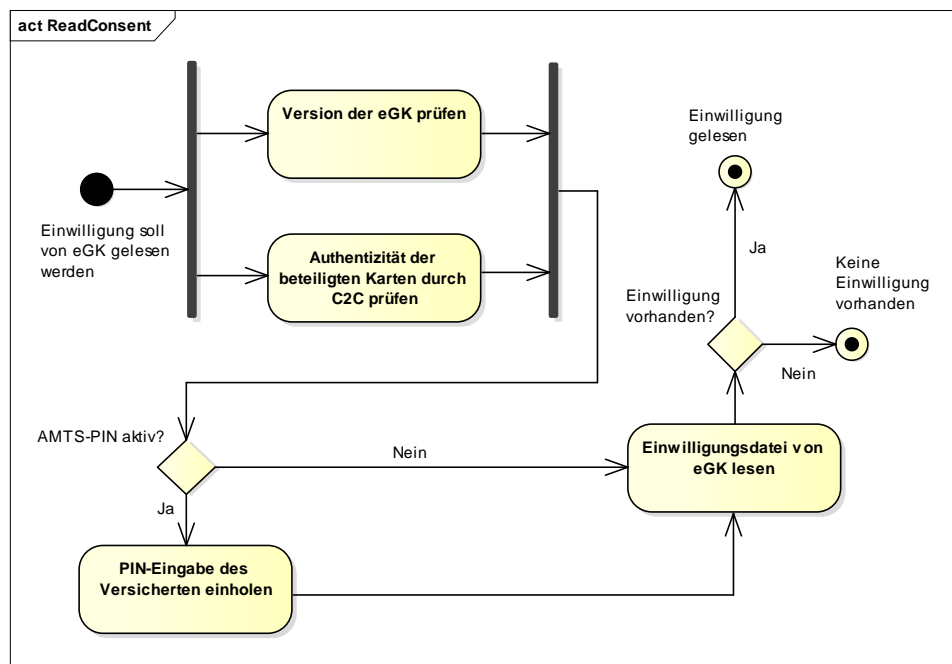 act ReadConsent
Version der eGK prüfen
Einwilligung soll
von eGK gelesen
werden
Authentizität der
beteiligten Karten durch
C2C prüfen
Einwilligung
gelesen
Ja
Keine
Einwilligung
vorhanden
Einwilligung
vorhanden?
Nein
AMTS-PIN aktiv?
Nein
Ja
Einwilligungsdatei von
eGK lesen
PIN-Eingabe des
Versicherten einholen